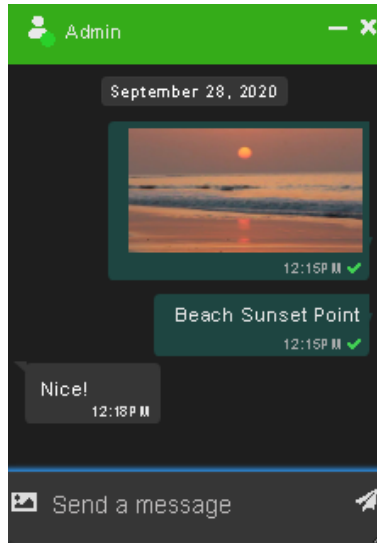 Admin
September 28, 2020
12:15PM
Beach Sunset Point
12:15PM
Nice!
12:18PM
Send a message